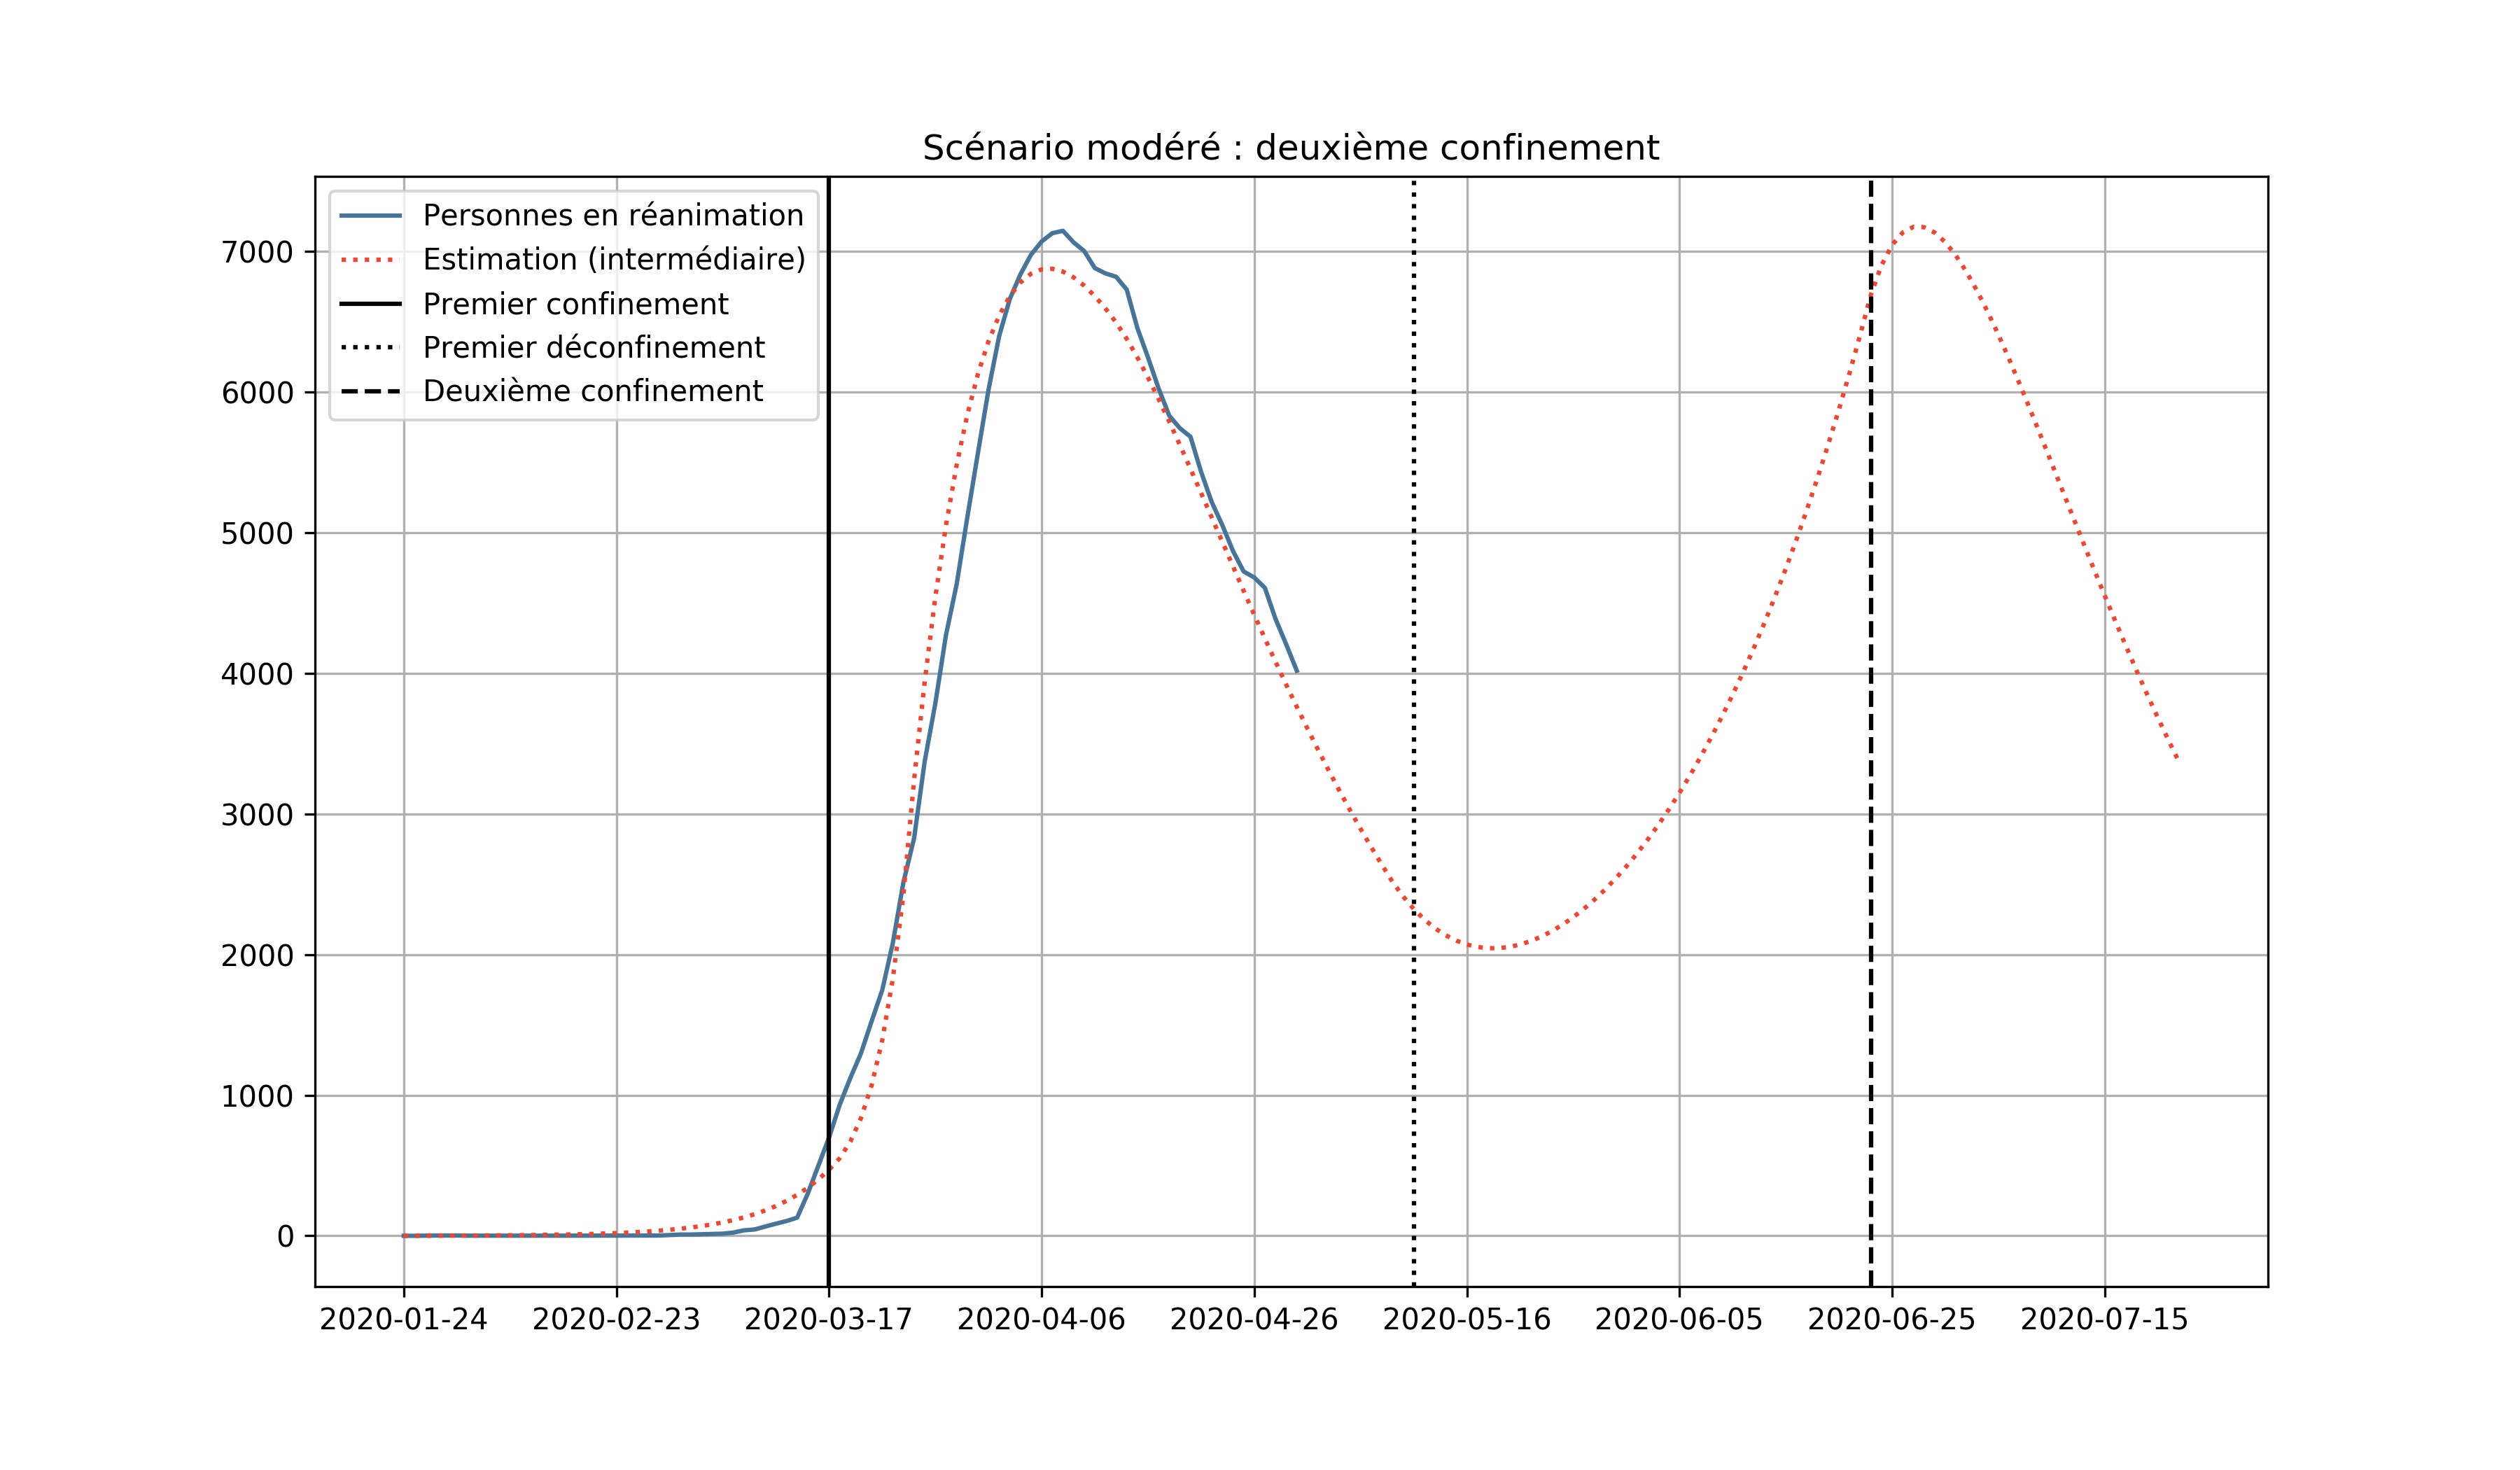 Scénario modéré : deuxième confinement
Personnes en réanimation
Estimation (intermédiaire)
Premier confinement
Premier déconfinement
Deuxième confinement
7000
6000
5000
4000
3000
2000
1000
0
2020-01-24 2020-02-23 2020-03-17 2020-04-06 2020-04-26 2020-05-16 2020-06-05 2020-06-25 2020-07-15